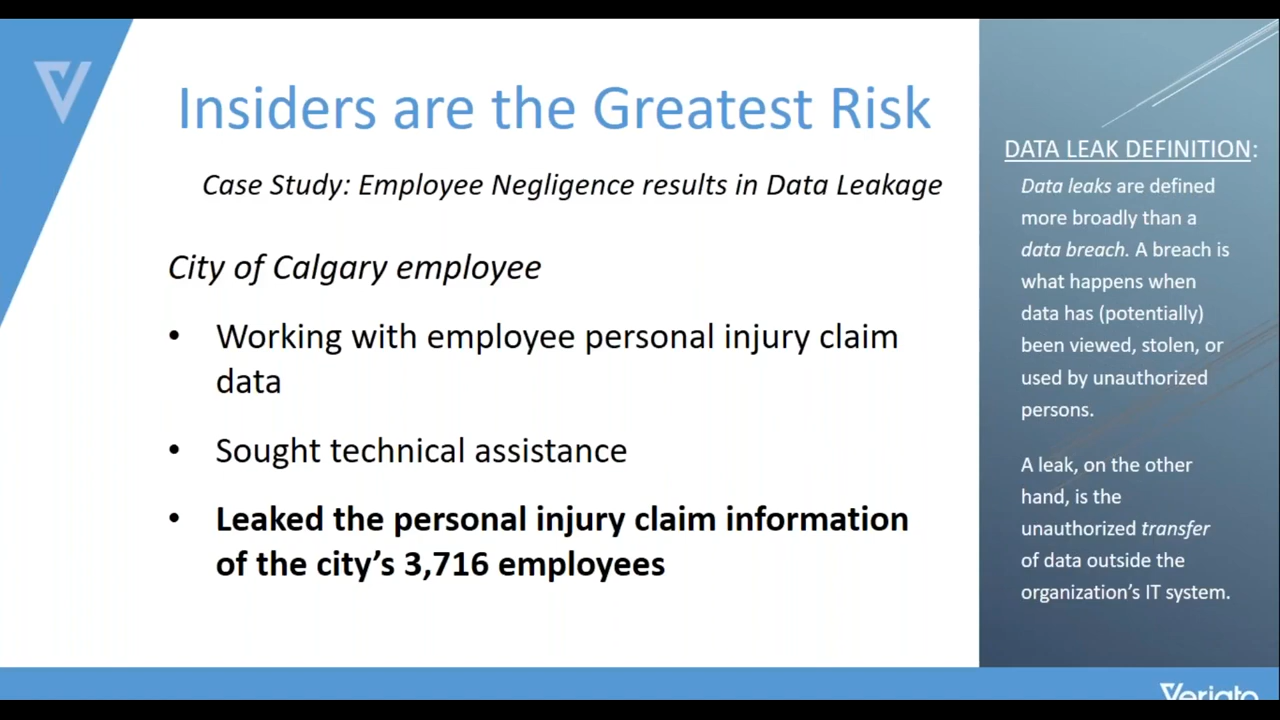 Insiders are the Greatest Risk
Case Study: Employee Negligence results in Data Leakage
City of Calgary employee
• Working with employee personal injury claim
data
• Sought technical assistance
• Leaked the personal injury claim information
of the city’s 3,716 employees
DATA LEAK DEFINITION:
Data leaks are defined
more broadly than a
data breach. A breach is
what happens when
data has (potentially)
been viewed, stolen, or
used by unauthorized
persons.
A leak, on the other
hand, is the
unauthorized transfer
of data outside the
organization’s IT system.
Veriato